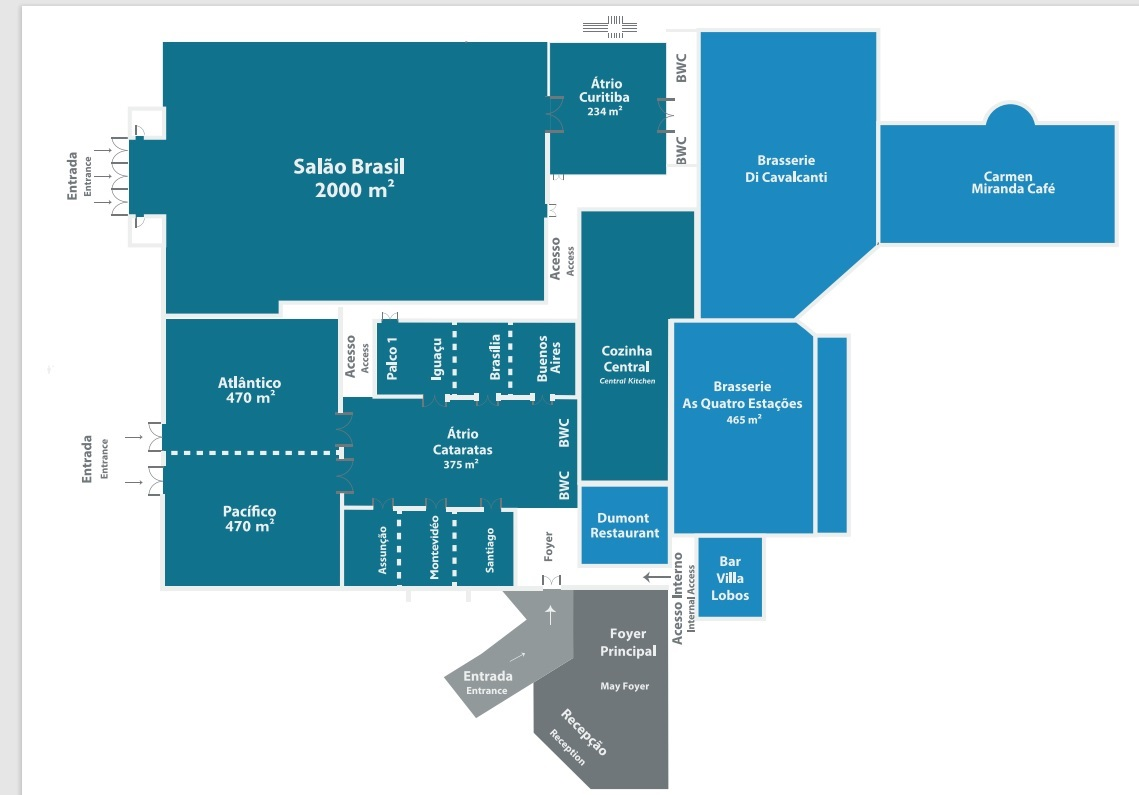 BWC
Átrio
Curitiba
234 m²
BWC
Salão Brasil
2000 m²
Entrada
Entrance
Brasserie
Di Cavalcanti
Carmen
Miranda Café
Acesso
Access
Acesso
Access
Palco 1
Iguaçu
Brasília
Buenos
Aires
Cozinha
Central
Central Kitchen
Atlântico
470 m²
Brasserie
As Quatro Estações
465 m²
Entrada
Entrance
Átrio
Cataratas
375 m²
BWC
BWC
Pacífico
470 m²
Assunção
Montevidéo
Santiago
Foyer
Dumont
Restaurant
Acesso Interno
Internal Access
Bar
Villa
Lobos
Foyer
Principal
May Foyer
Entrada
Entrance
Recepção
Reception